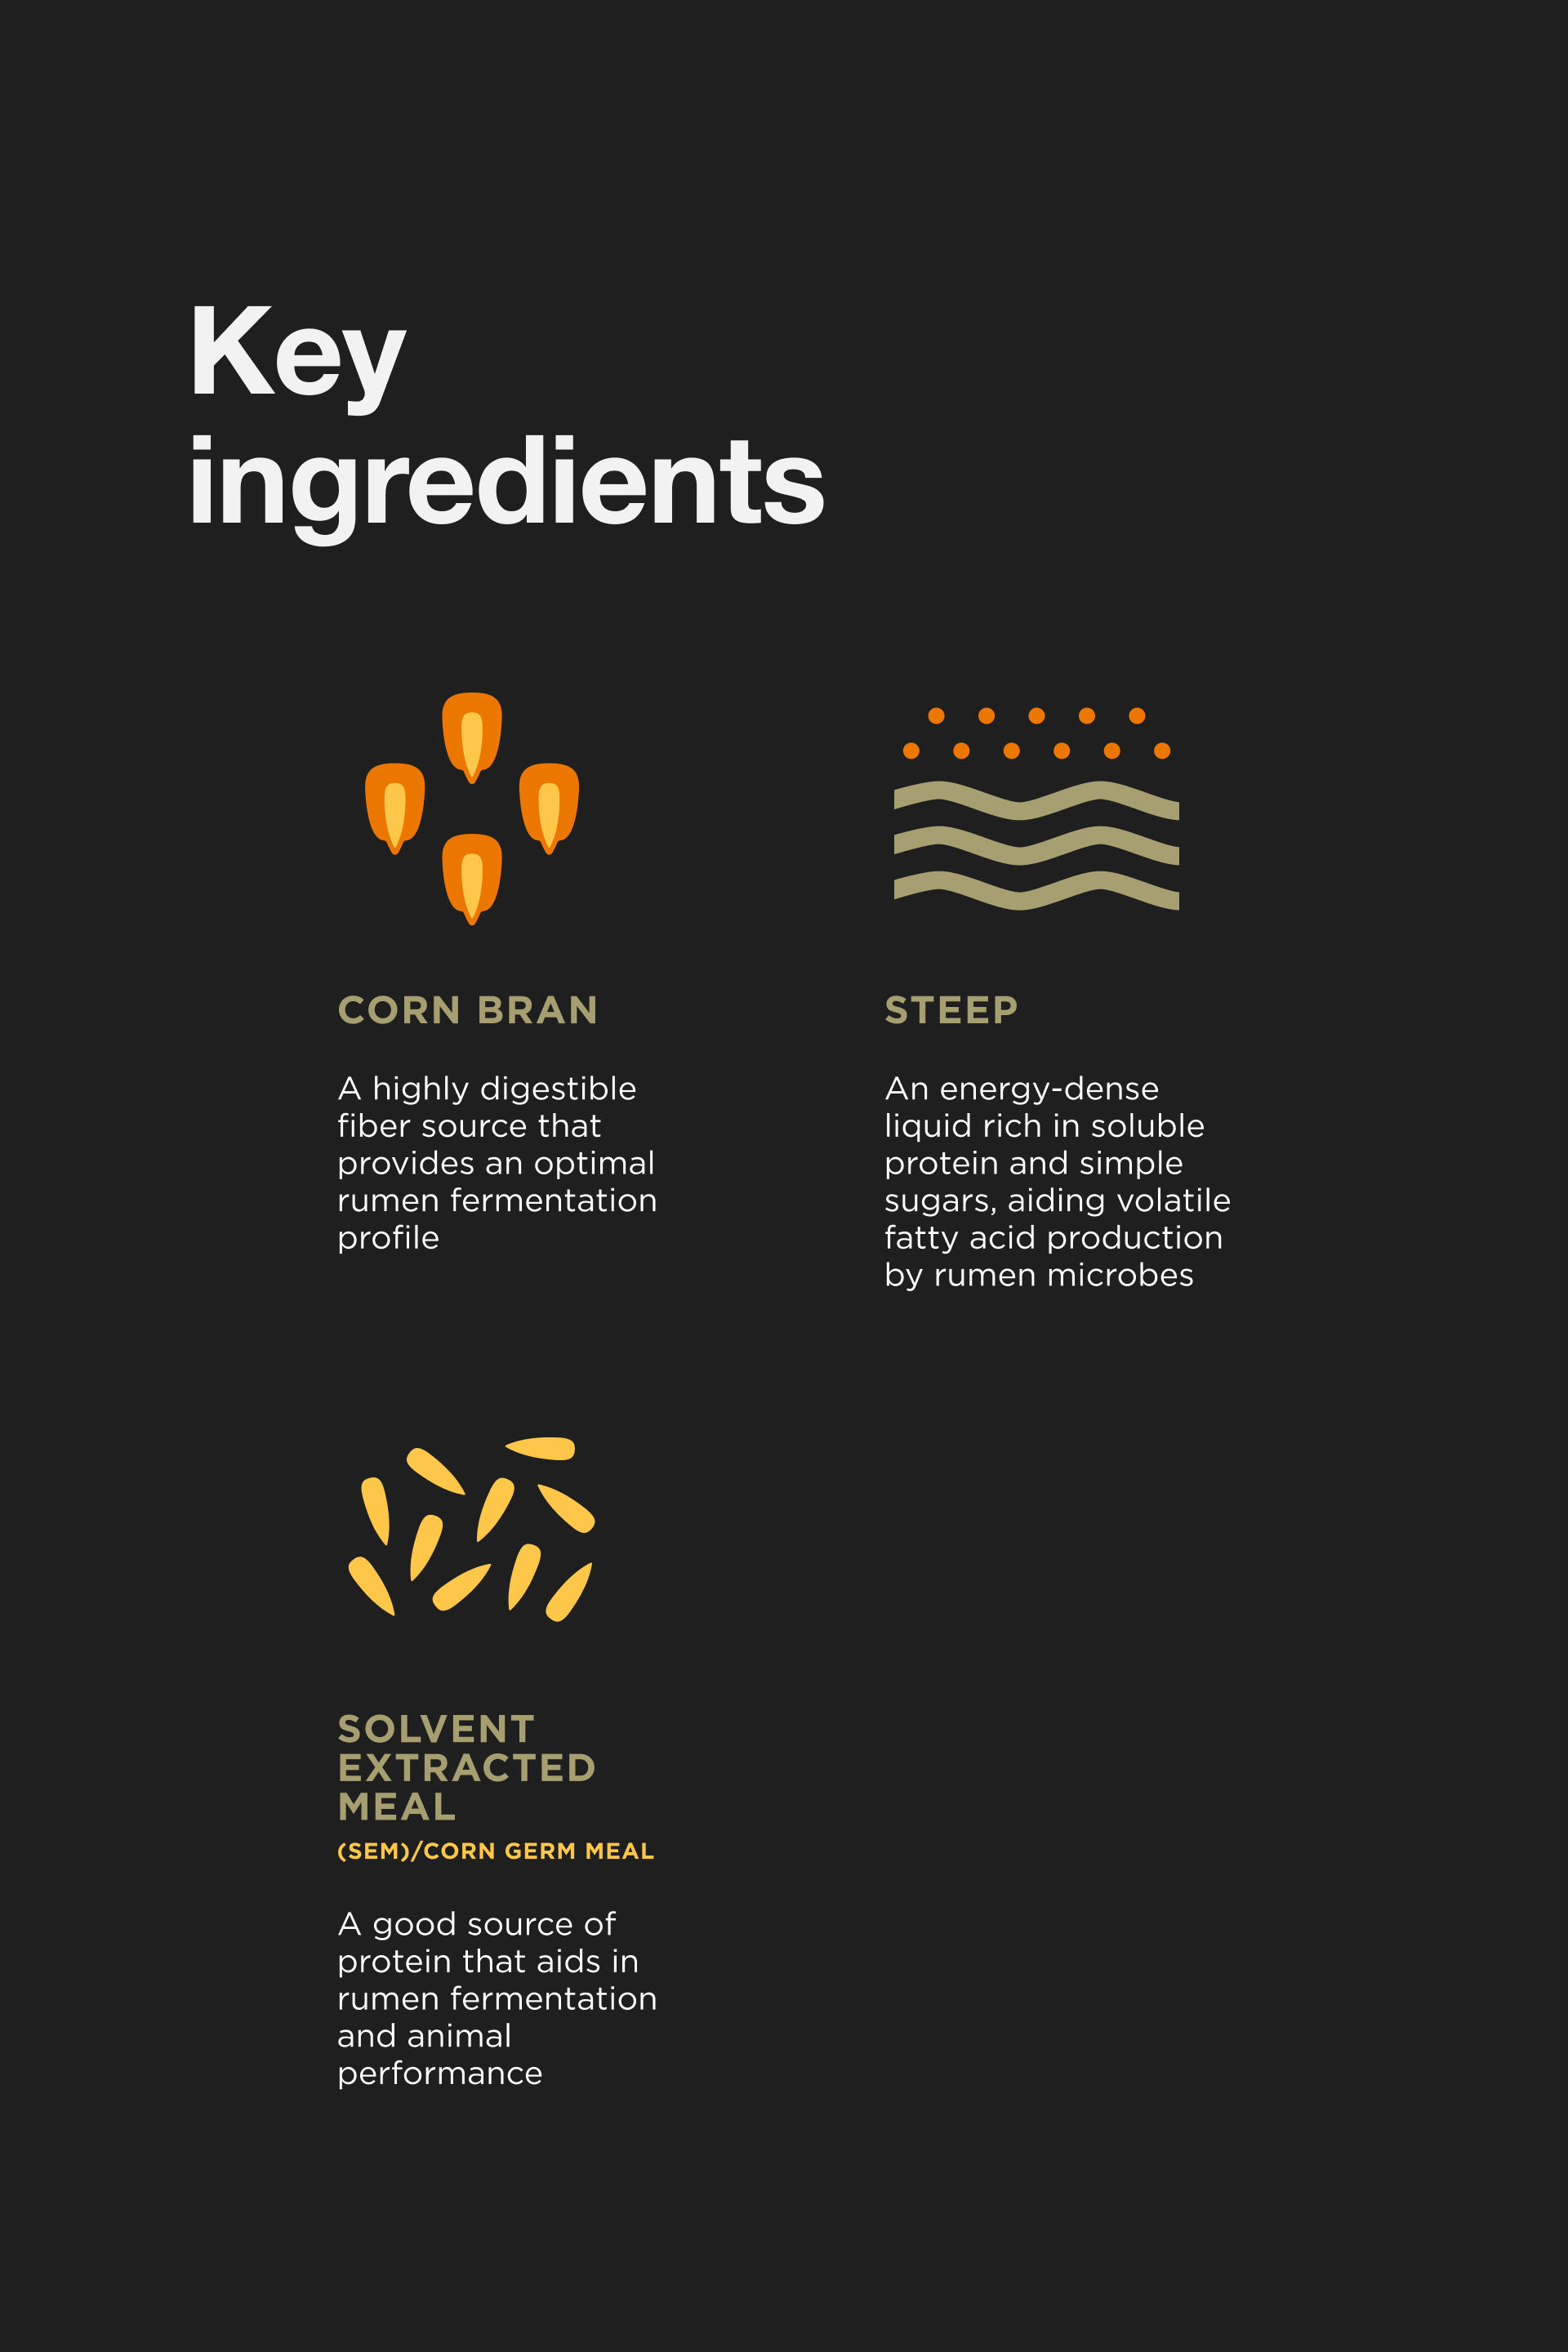 Key
ingredients
CORN BRAN
A highly digestible
fiber source that
provides an optimal
rumen fermentation
profile
STEEP
An energy-dense
liquid rich in soluble
protein and simple
sugars, aiding volatile
fatty acid production
by rumen microbes
SOLVENT
EXTRACTED
MEAL
(SEM)/CORN GERM MEAL
A good source of
protein that aids in
rumen fermentation
and animal
performance